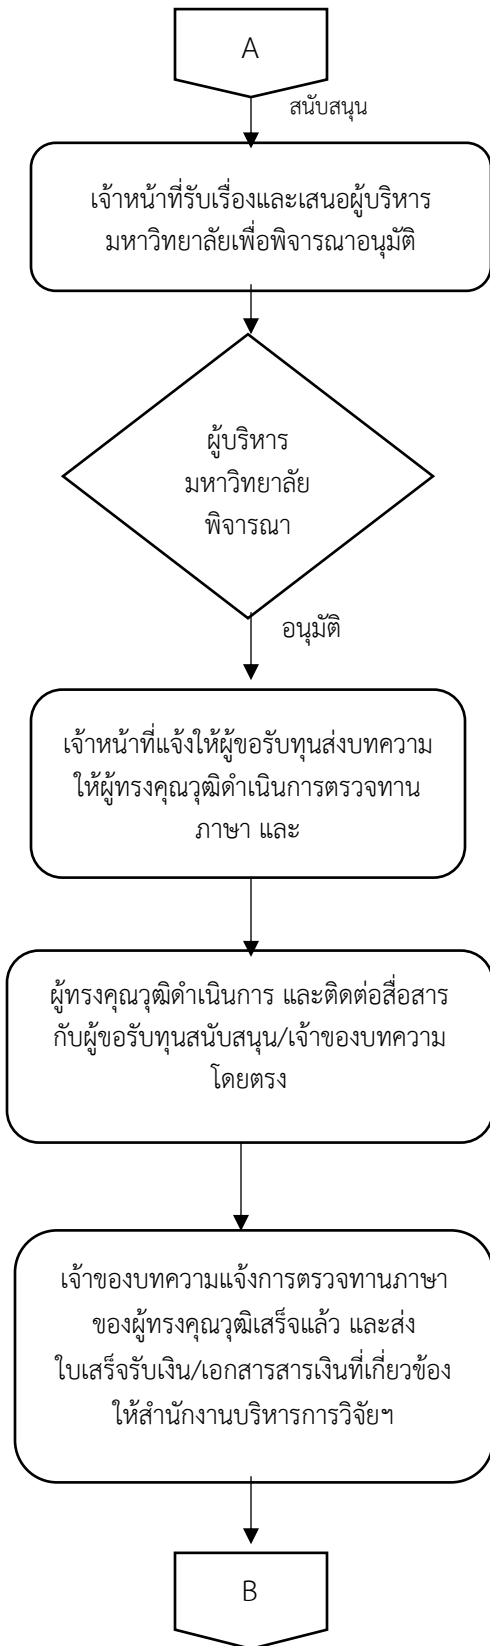 A
สนับสนุน
เจ้าหน้าที่รับเรื่องและเสนอผู้บริหาร
มหาวิทยาลัยเพื่อพิจารณาอนุมัติ
ผู้บริหาร
มหาวิทยาลัย
พิจารณา
อนุมัติ
เจ้าหน้าที่แจ้งให้ผู้ขอรับทุนส่งบทความ
ให้ผู้ทรงคุณวุฒิดำเนินการตรวจทาน
ภาษา และ
ผู้ทรงคุณวุฒิดำเนินการ และติดต่อสื่อสาร
กับผู้ขอรับทุนสนับสนุน/เจ้าของบทความ
โดยตรง
เจ้าของบทความแจ้งการตรวจทานภาษา
ของผู้ทรงคุณวุฒิเสร็จแล้ว และส่ง
ใบเสร็จรับเงิน/เอกสารสารเงินที่เกี่ยวข้อง
ให้สำนักงานบริหารการวิจัยฯ
B